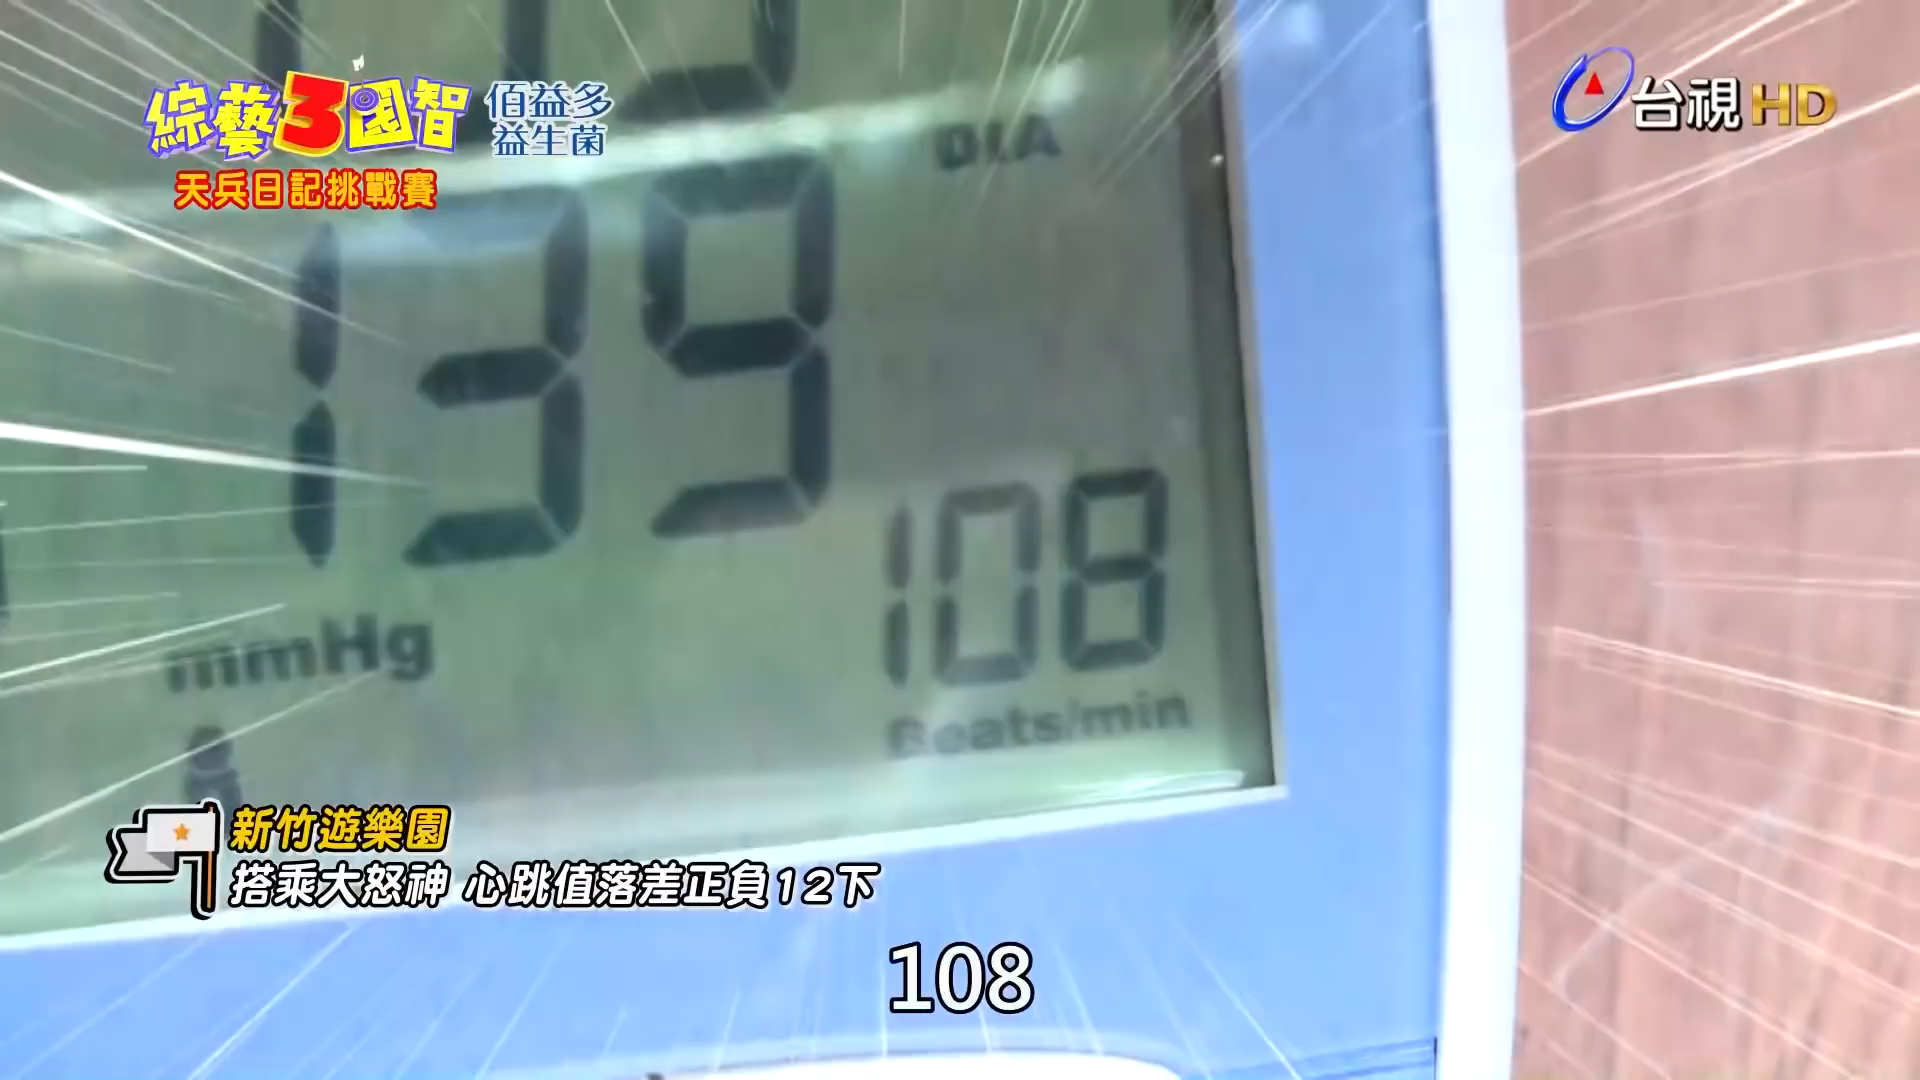 綜藝3國智
佰益多
益生菌
台視HD
天兵日記挑戰賽
DIA
139
108
mmHg
Beats/min
新竹遊樂園
搭乘大怒神 心跳值落差正負12下
108